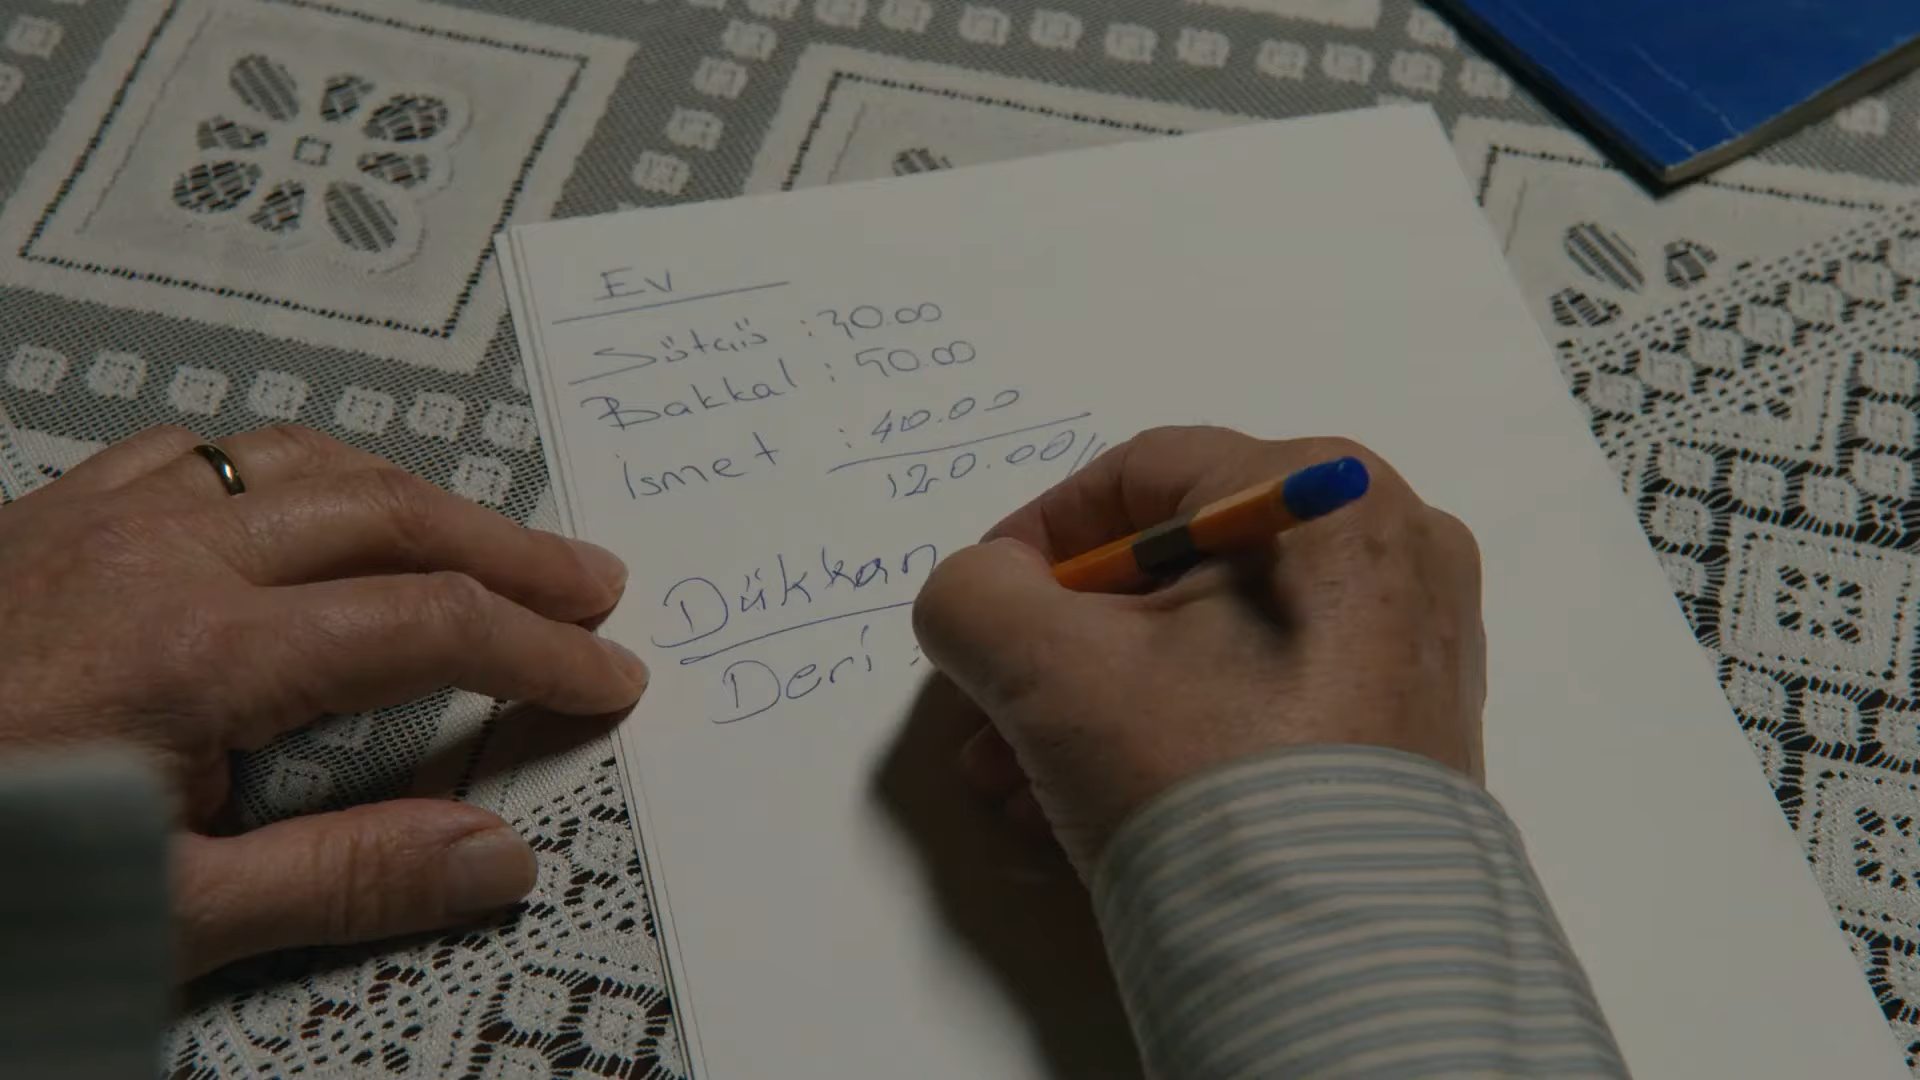 Ev
Sütçü : 30.00
Bakkal : 50.00
İsmet : 40.00
120.00//
Dükkan
Deri :